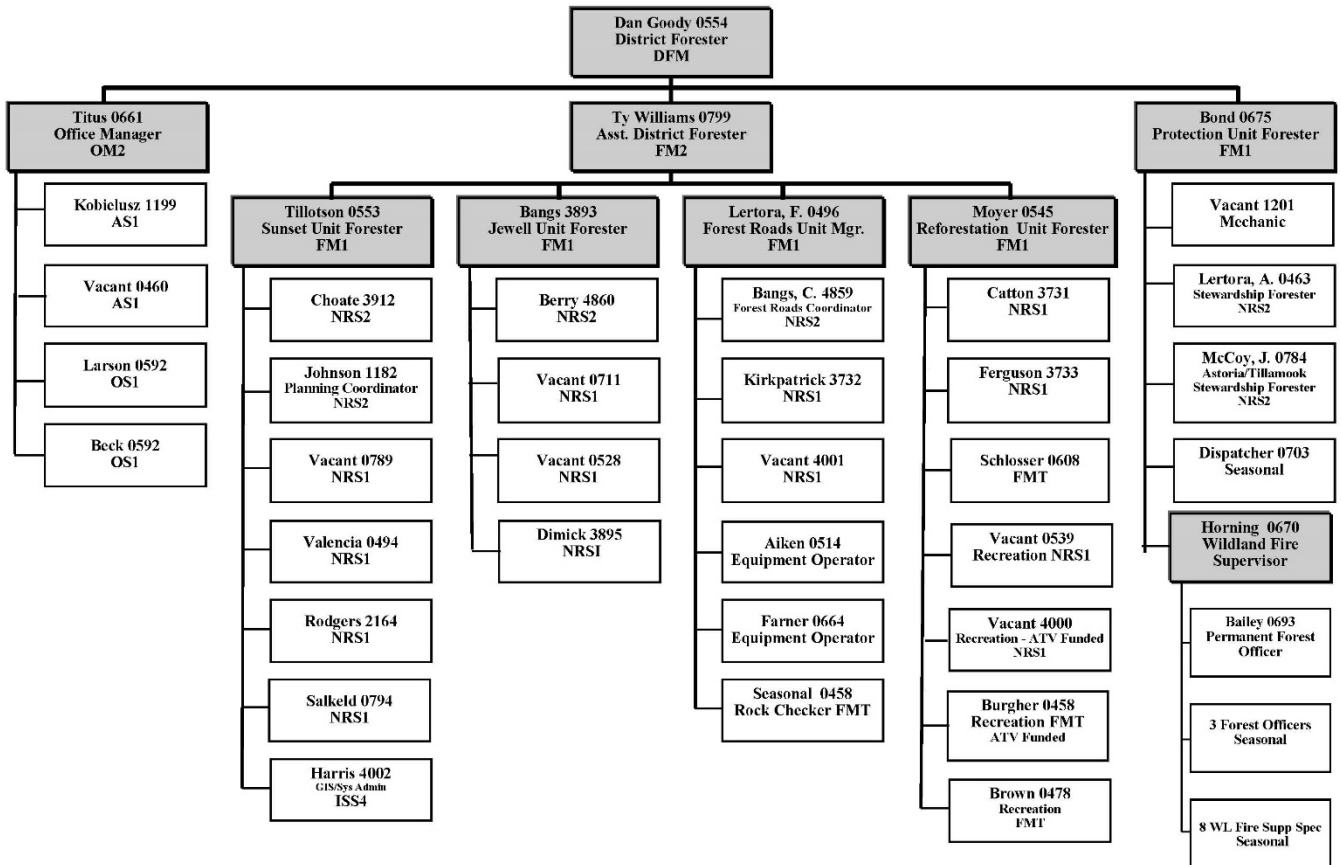 Dan Goody 0554
District Forester
DFM
Titus 0661
Office Manager
OM2
Ty Williams 0799
Asst. District Forester
FM2
Bond 0675
Protection Unit Forester
FM1
Kobielusz 1199
AS1
Vacant 0460
AS1
Larson 0592
OS1
Beck 0592
OS1
Tillotson 0553
Sunset Unit Forester
FM1
Choate 3912
NRS2
Johnson 1182
Planning Coordinator
NRS2
Vacant 0789
NRS1
Valencia 0494
NRS1
Rodgers 2164
NRS1
Salkeld 0794
NRS1
Harris 4002
GIS/Sys Admin
ISS4
Bangs 3893
Jewell Unit Forester
FM1
Berry 4860
NRS2
Vacant 0711
NRS1
Vacant 0528
NRS1
Dimick 3895
NRSI
Lertora, F. 0496
Forest Roads Unit Mgr.
FM1
Bangs, C. 4859
Forest Roads Coordinator
NRS2
Kirkpatrick 3732
NRS1
Vacant 4001
NRS1
Aiken 0514
Equipment Operator
Farner 0664
Equipment Operator
Seasonal 0458
Rock Checker FMT
Moyer 0545
Reforestation Unit Forester
FM1
Catton 3731
NRS1
Ferguson 3733
NRS1
Schlosser 0608
FMT
Vacant 0539
Recreation NRS1
Vacant 4000
Recreation - ATV Funded
NRS1
Burgher 0458
Recreation FMT
ATV Funded
Brown 0478
Recreation
FMT
Vacant 1201
Mechanic
Lertora, A. 0463
Stewardship Forester
NRS2
McCoy, J. 0784
Astoria/Tillamook
Stewardship Forester
NRS2
Dispatcher 0703
Seasonal
Horning 0670
Wildland Fire
Supervisor
Bailey 0693
Permanent Forest
Officer
3 Forest Officers
Seasonal
8 WL Fire Supp Spec
Seasonal